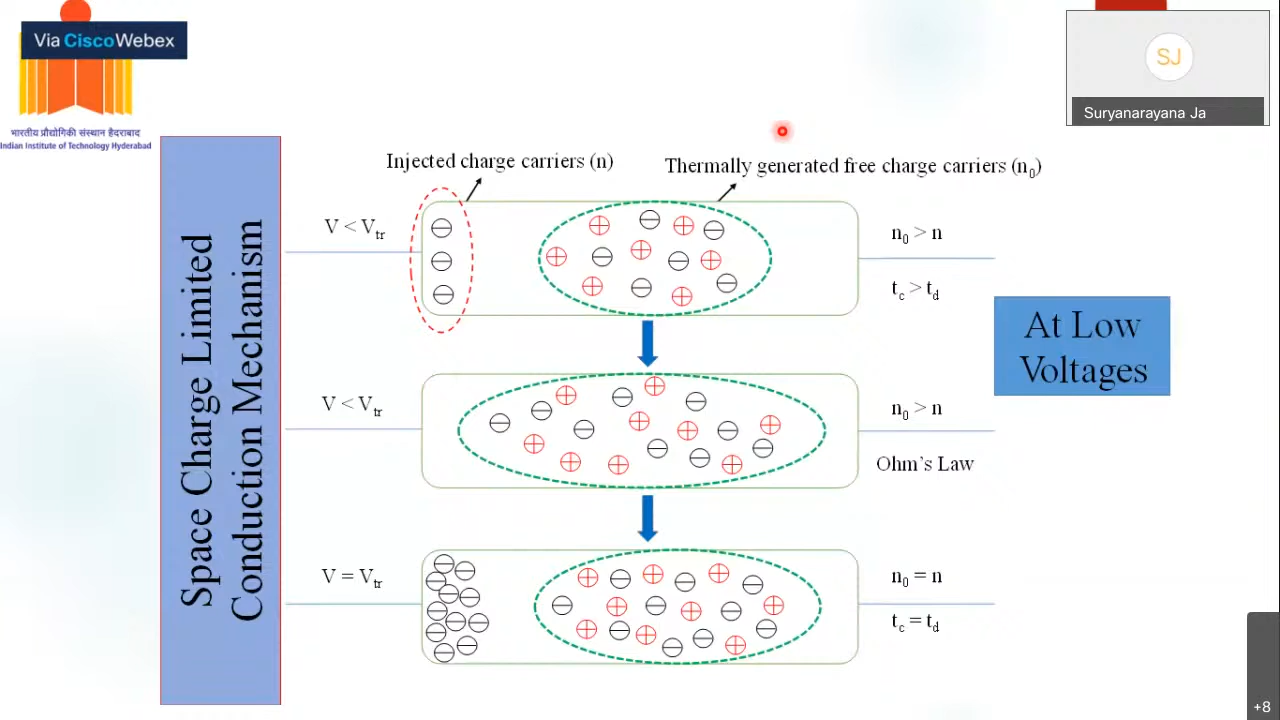 Via CiscoWebex
भारतीय प्रौद्योगिकी संस्थान हैदराबाद
Indian Institute of Technology Hyderabad
SJ
Suryanarayana Ja
Space Charge Limited
Conduction Mechanism
Injected charge carriers (n)
Thermally generated free charge carriers (n0)
V < Vtr
n0 > n
tc > td
At Low
Voltages
V < Vtr
n0 > n
Ohm's Law
V = Vtr
n0 = n
tc = td
+8